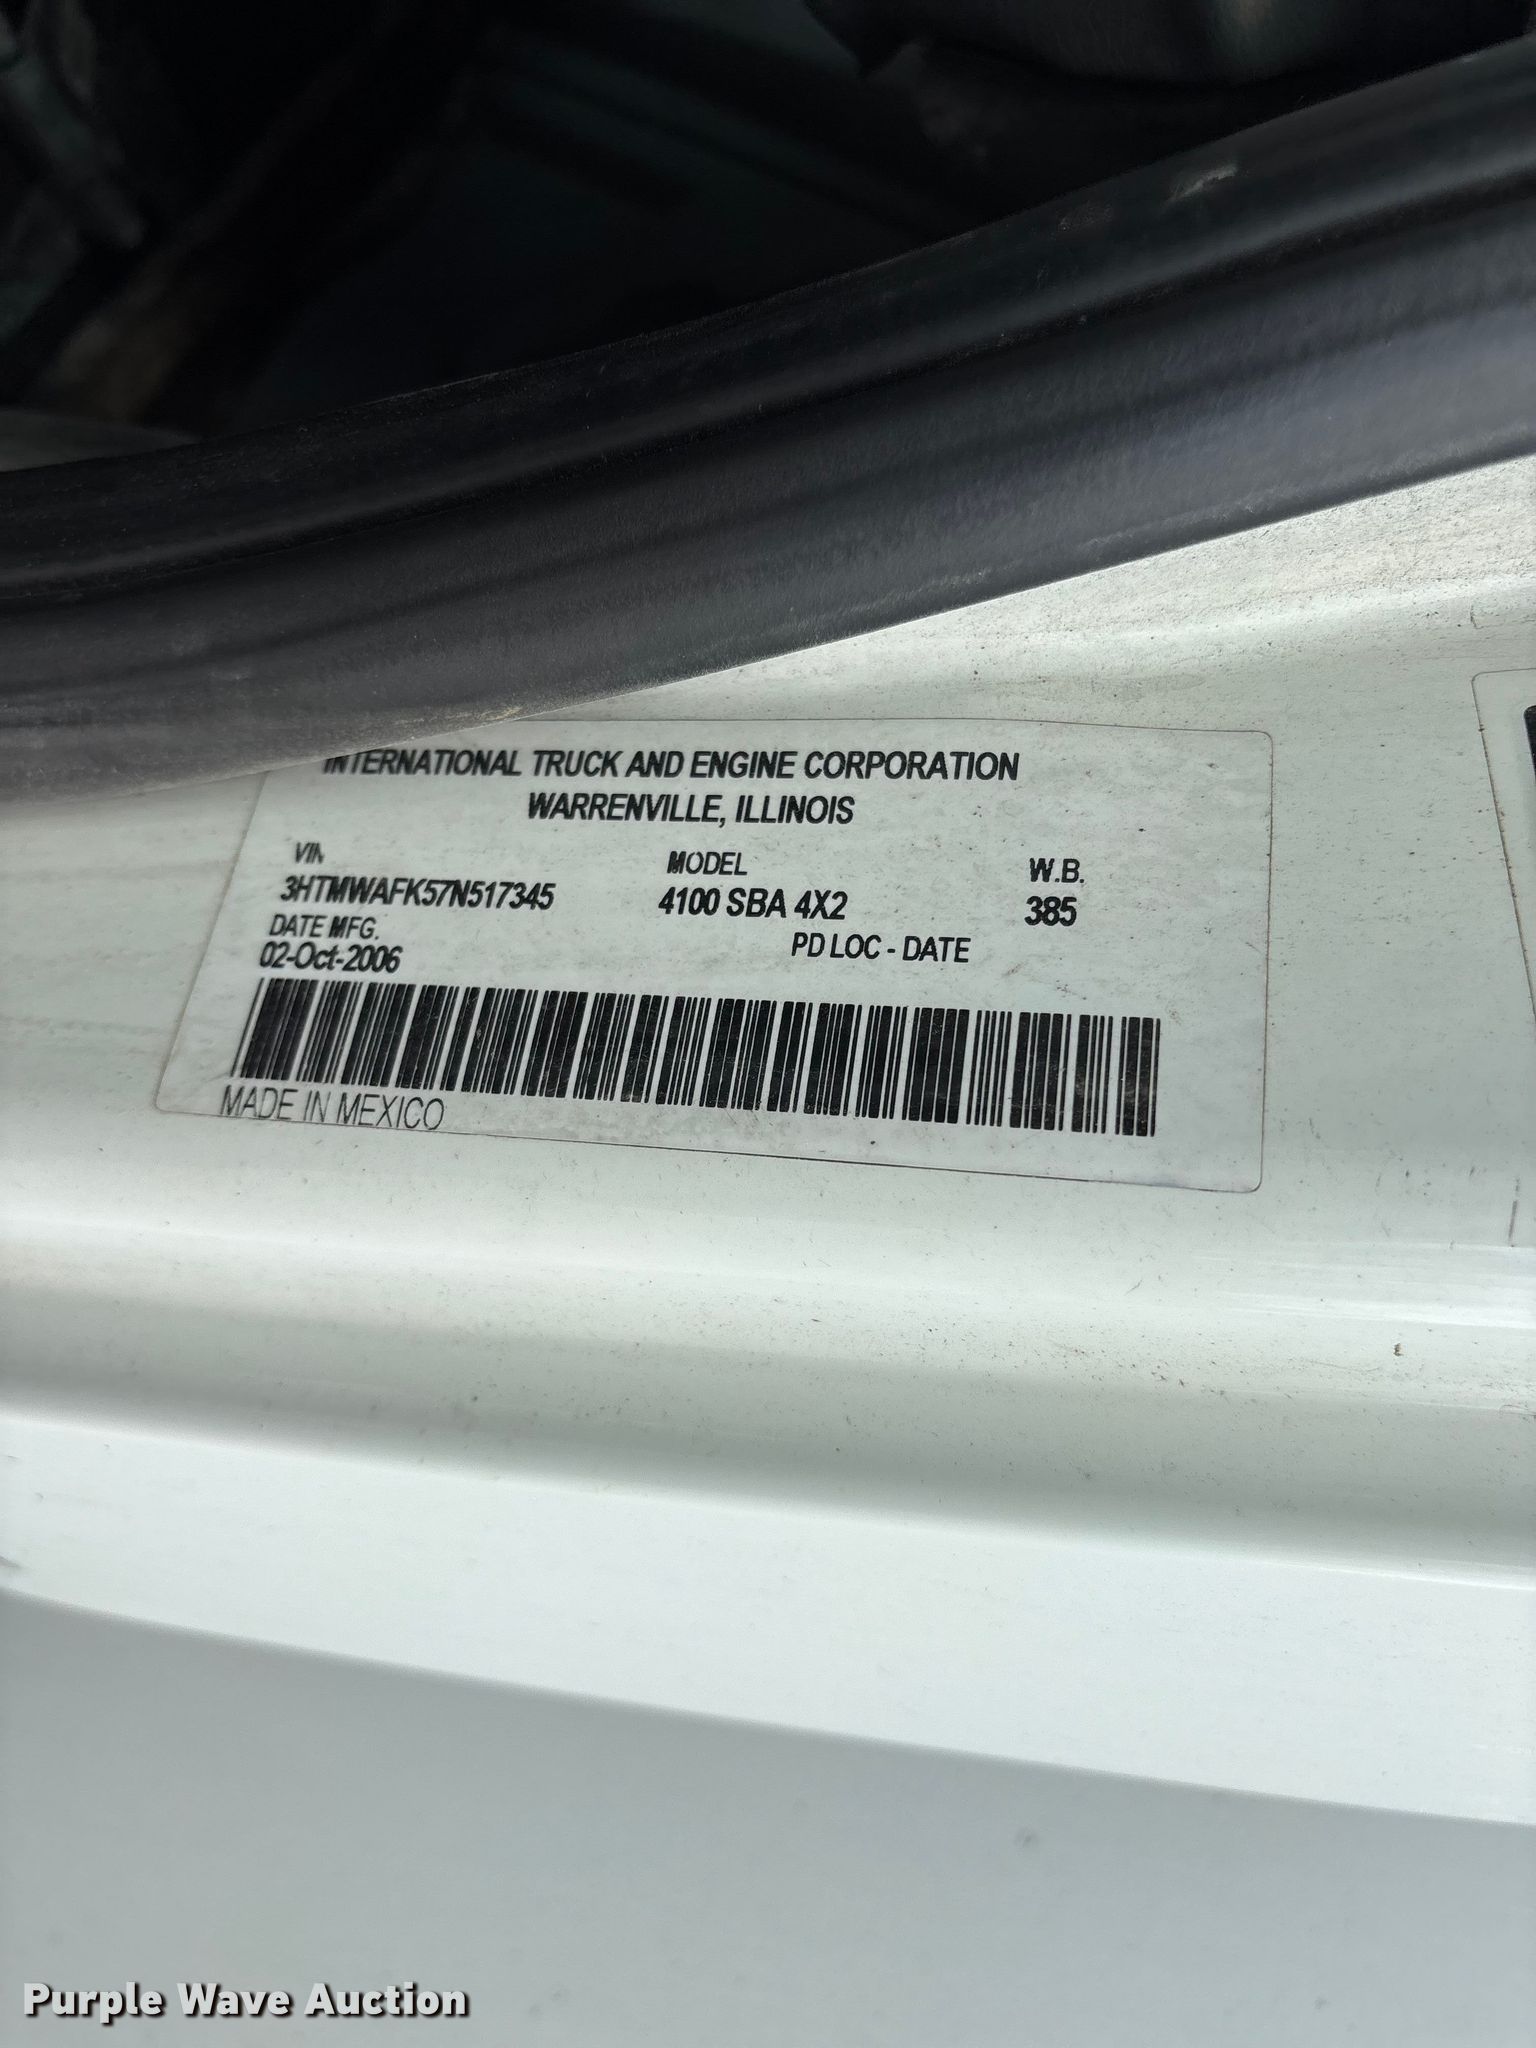 INTERNATIONAL TRUCK AND ENGINE CORPORATION
WARRENVILLE, ILLINOIS
VIN MODEL W.B.
3HTMWAFK57N517345 4100 SBA 4X2 385
DATE MFG. PD LOC - DATE
02-Oct-2006
MADE IN MEXICO
Purple Wave Auction